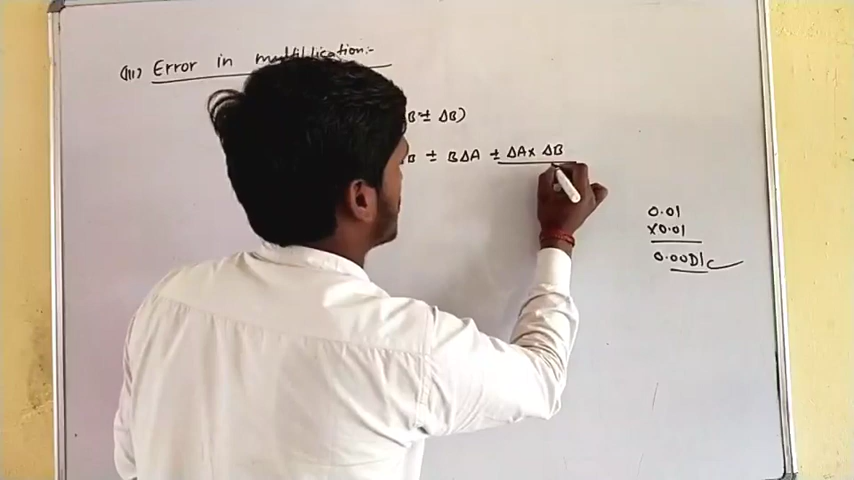 (III) Error in multiplication:-
B ± ΔB)
B ± BΔA ± ΔA× ΔB
0.01
×0.01
0.0001